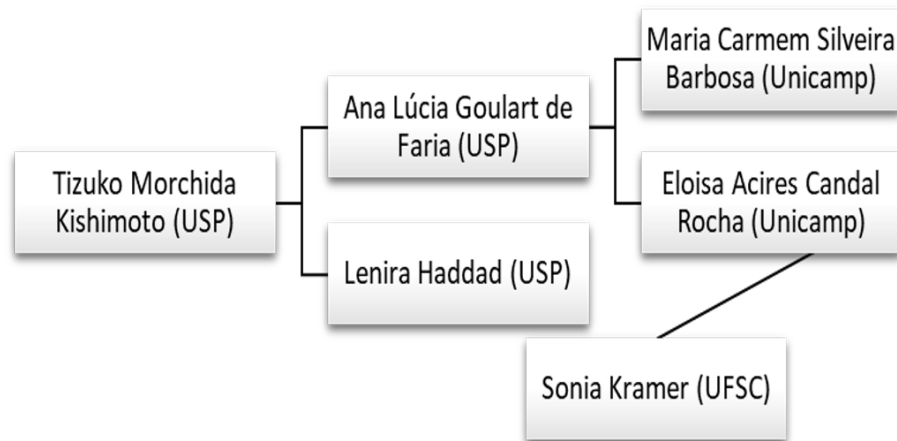 Maria Carmem Silveira
Barbosa (Unicamp)
Ana Lúcia Goulart de
Faria (USP)
Tizuko Morchida
Kishimoto (USP)
Eloisa Acires Candal
Rocha (Unicamp)
Lenira Haddad (USP)
Sonia Kramer (UFSC)